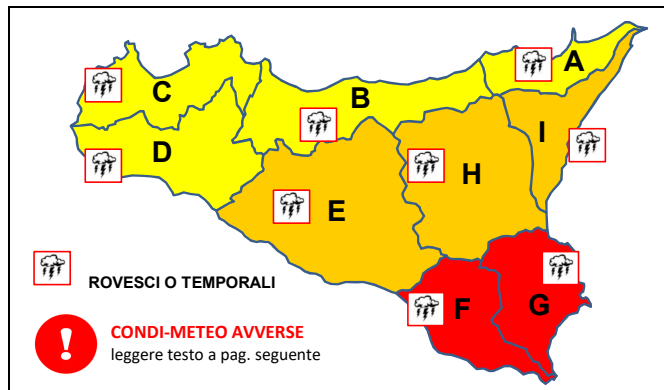 A
C
B
I
D
H
E
ROVESCI O TEMPORALI
F
G
CONDI-METEO AVVERSE
leggere testo a pag. seguente